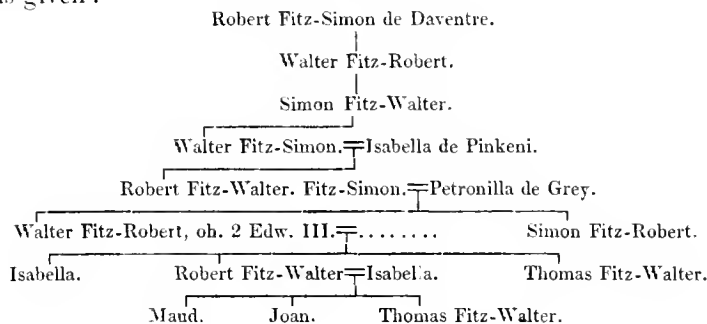 given :
Robert Fitz-Simon de Daventre.
Walter Fitz-Robert.
Simon Fitz-Walter.
Walter Fitz-Simon.=Isabella de Pinkeni.
Robert Fitz-Walter. Fitz-Simon.=Petronilla de Grey.
Walter Fitz-Robert, ob. 2 Edw. III.=........ Simon Fitz-Robert.
Isabella. Robert Fitz-Walter=Isabella. Thomas Fitz-Walter.
Maud. Joan. Thomas Fitz-Walter.